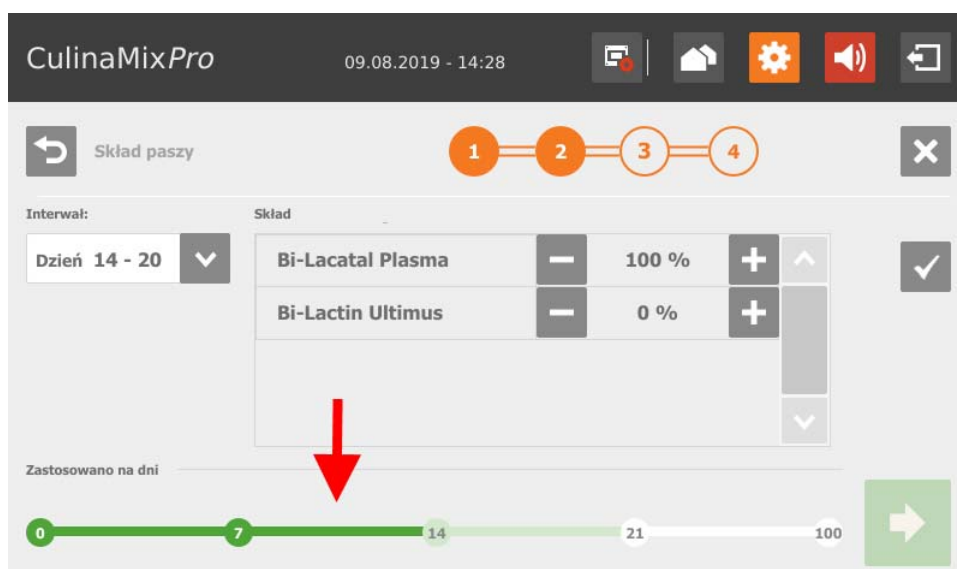 CulinaMixPro
09.08.2019 - 14:28
Skład paszy
1 2 3 4
Interwał:
Skład
Dzień 14 - 20
Bi-Lacatal Plasma 100 %
Bi-Lactin Ultimus 0 %
Zastosowano na dni
0 7 14 21 100